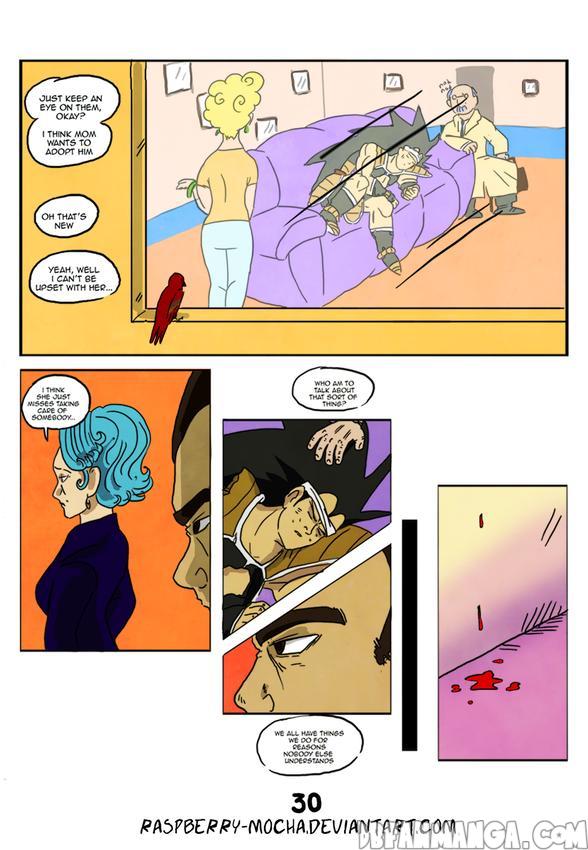 JUST KEEP AN
EYE ON THEM,
OKAY?
I THINK MOM
WANTS TO
ADOPT HIM
OH THAT'S
NEW
YEAH, WELL
I CAN'T BE
UPSET WITH HER...
nok
nok
I THINK
SHE JUST
MISSES TAKING
CARE OF
SOMEBODY...
WHO AM TO
TALK ABOUT
THAT SORT OF
THING?
WE ALL HAVE THINGS
WE DO FOR
REASONS
NOBODY ELSE
UNDERSTANDS
30
RASPBERRY-MOCHA.DEVIANTART.COM
DBFANMANGA.COM